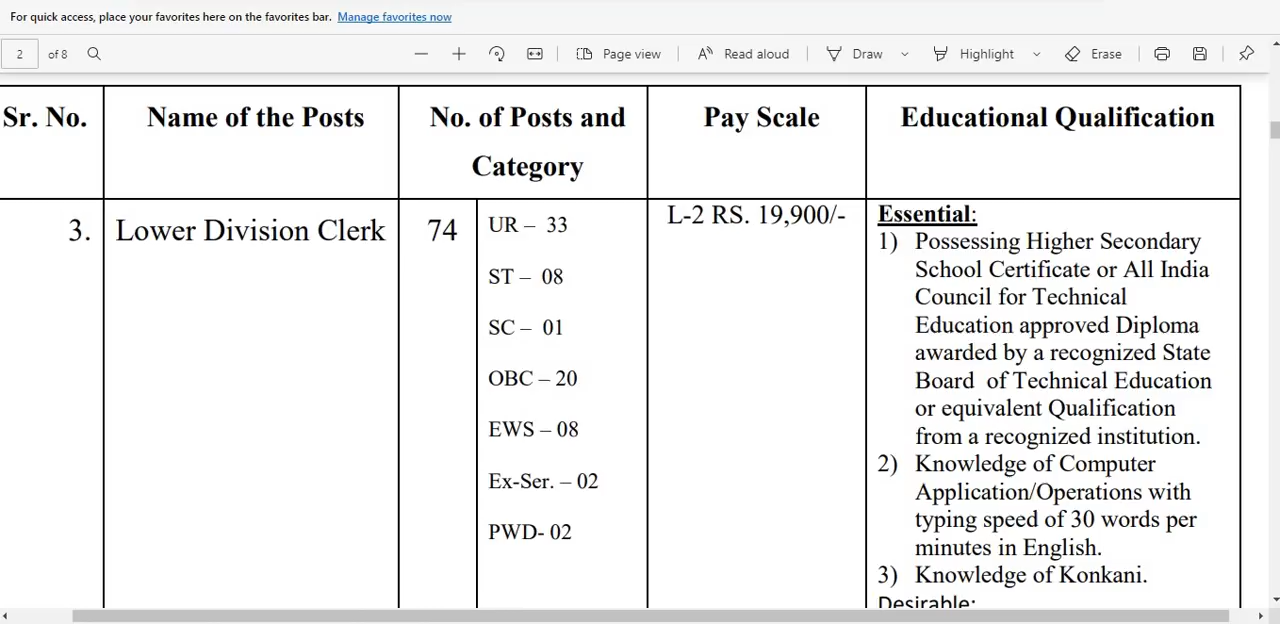 For quick access, place your favorites here on the favorites bar. Manage favorites now
2 of 8 Page view Read aloud Draw Highlight Erase
Sr. No. Name of the Posts No. of Posts and Category Pay Scale Educational Qualification
3. Lower Division Clerk 74
UR – 33
ST – 08
SC – 01
OBC – 20
EWS – 08
Ex-Ser. – 02
PWD- 02
L-2 RS. 19,900/-
Essential:
1) Possessing Higher Secondary
School Certificate or All India
Council for Technical
Education approved Diploma
awarded by a recognized State
Board of Technical Education
or equivalent Qualification
from a recognized institution.
2) Knowledge of Computer
Application/Operations with
typing speed of 30 words per
minutes in English.
3) Knowledge of Konkani.
Desirable: